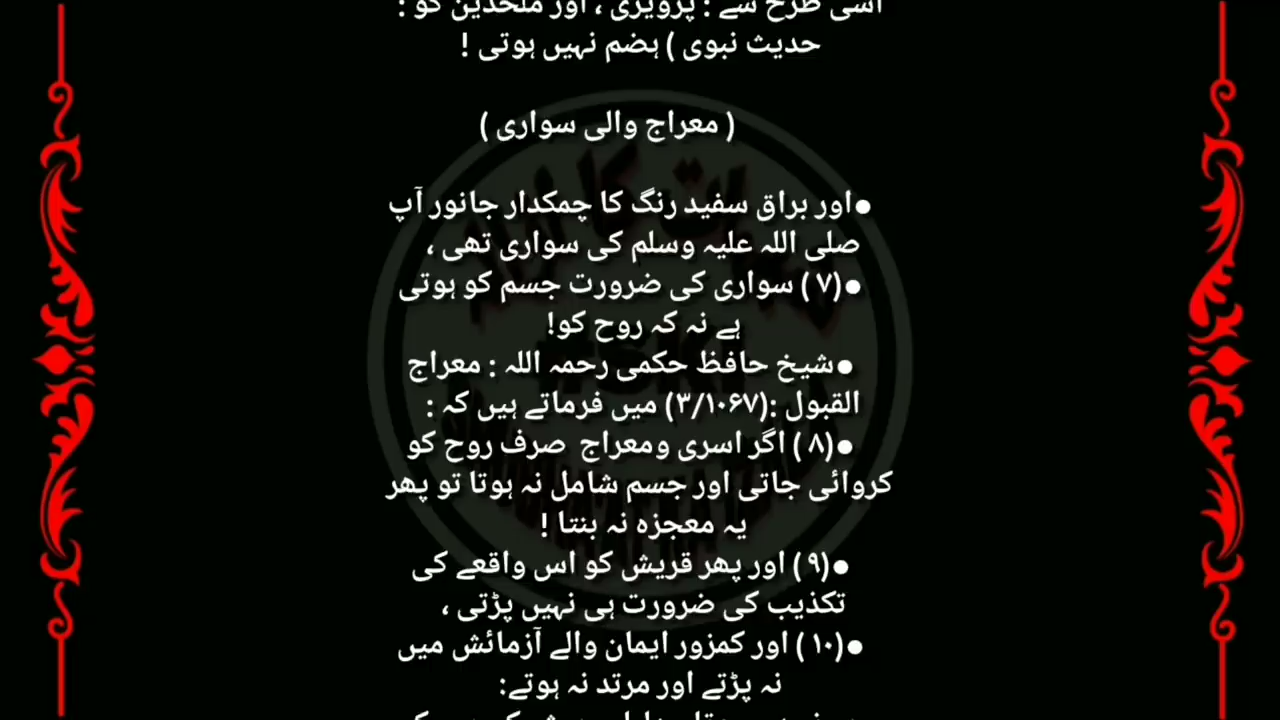 اسی طرح سے : پرویزی ، اور ملحدین کو :
حدیث نبوی ) ہضم نہیں ہوتی !
( معراج والی سواری )
●اور براق سفید رنگ کا چمکدار جانور آپ
صلی اللہ علیہ وسلم کی سواری تھی ،
●(۷ ) سواری کی ضرورت جسم کو ہوتی
ہے نہ کہ روح کو!
●شیخ حافظ حکمی رحمہ اللہ : معراج
القبول :(۳/۱۰۶۷) میں فرماتے ہیں کہ :
●(۸ ) اگر اسری ومعراج صرف روح کو
کروائی جاتی اور جسم شامل نہ ہوتا تو پھر
یہ معجزہ نہ بنتا !
●(۹ ) اور پھر قریش کو اس واقعے کی
تکذیب کی ضرورت ہی نہیں پڑتی ،
●(۱۰ ) اور کمزور ایمان والے آزمائش میں
نہ پڑتے اور مرتد نہ ہوتے: